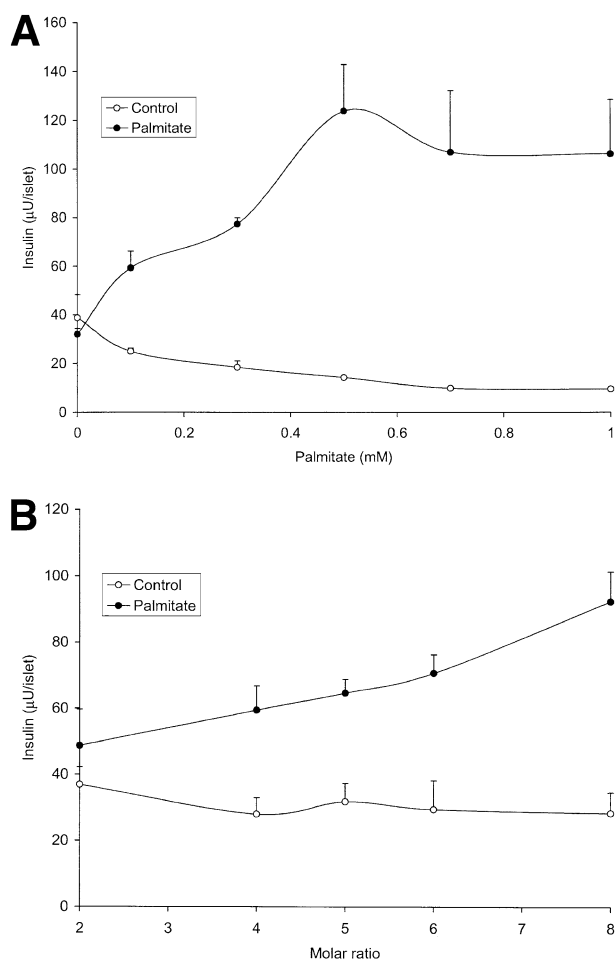 A
160
140
120
100
80
60
40
20
0
Insulin (µU/islet)
Control
Palmitate
0 0.2 0.4 0.6 0.8 1
Palmitate (mM)
B
120
100
80
60
40
20
0
Insulin (µU/islet)
Control
Palmitate
2 3 4 5 6 7 8
Molar ratio